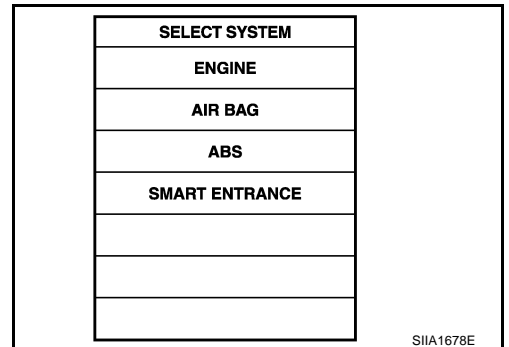 SELECT SYSTEM
ENGINE
AIR BAG
ABS
SMART ENTRANCE
SIIA1678E